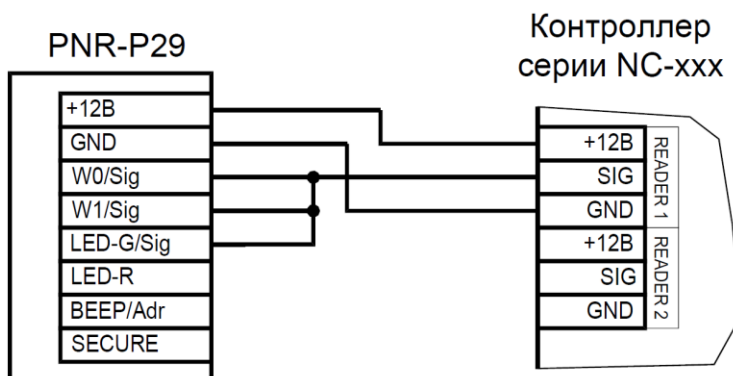 PNR-P29
+12В
GND
W0/Sig
W1/Sig
LED-G/Sig
LED-R
BEEP/Adr
SECURE
Контроллер
серии NC-xxx
+12В
SIG
GND
READER 1
+12В
SIG
GND
READER 2